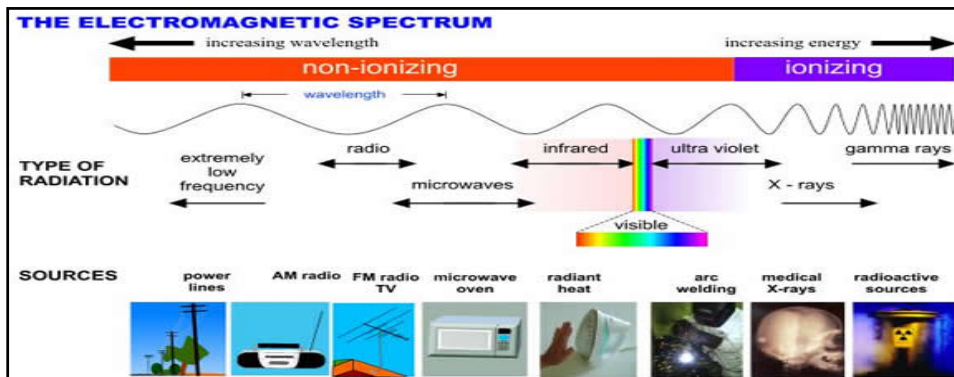 THE ELECTROMAGNETIC SPECTRUM
increasing wavelength
increasing energy
non-ionizing
ionizing
wavelength
TYPE OF
RADIATION
extremely
low
frequency
radio
microwaves
infrared
visible
ultra violet
X - rays
gamma rays
SOURCES
power
lines
AM radio
FM radio
TV
microwave
oven
radiant
heat
arc
welding
medical
X-rays
radioactive
sources